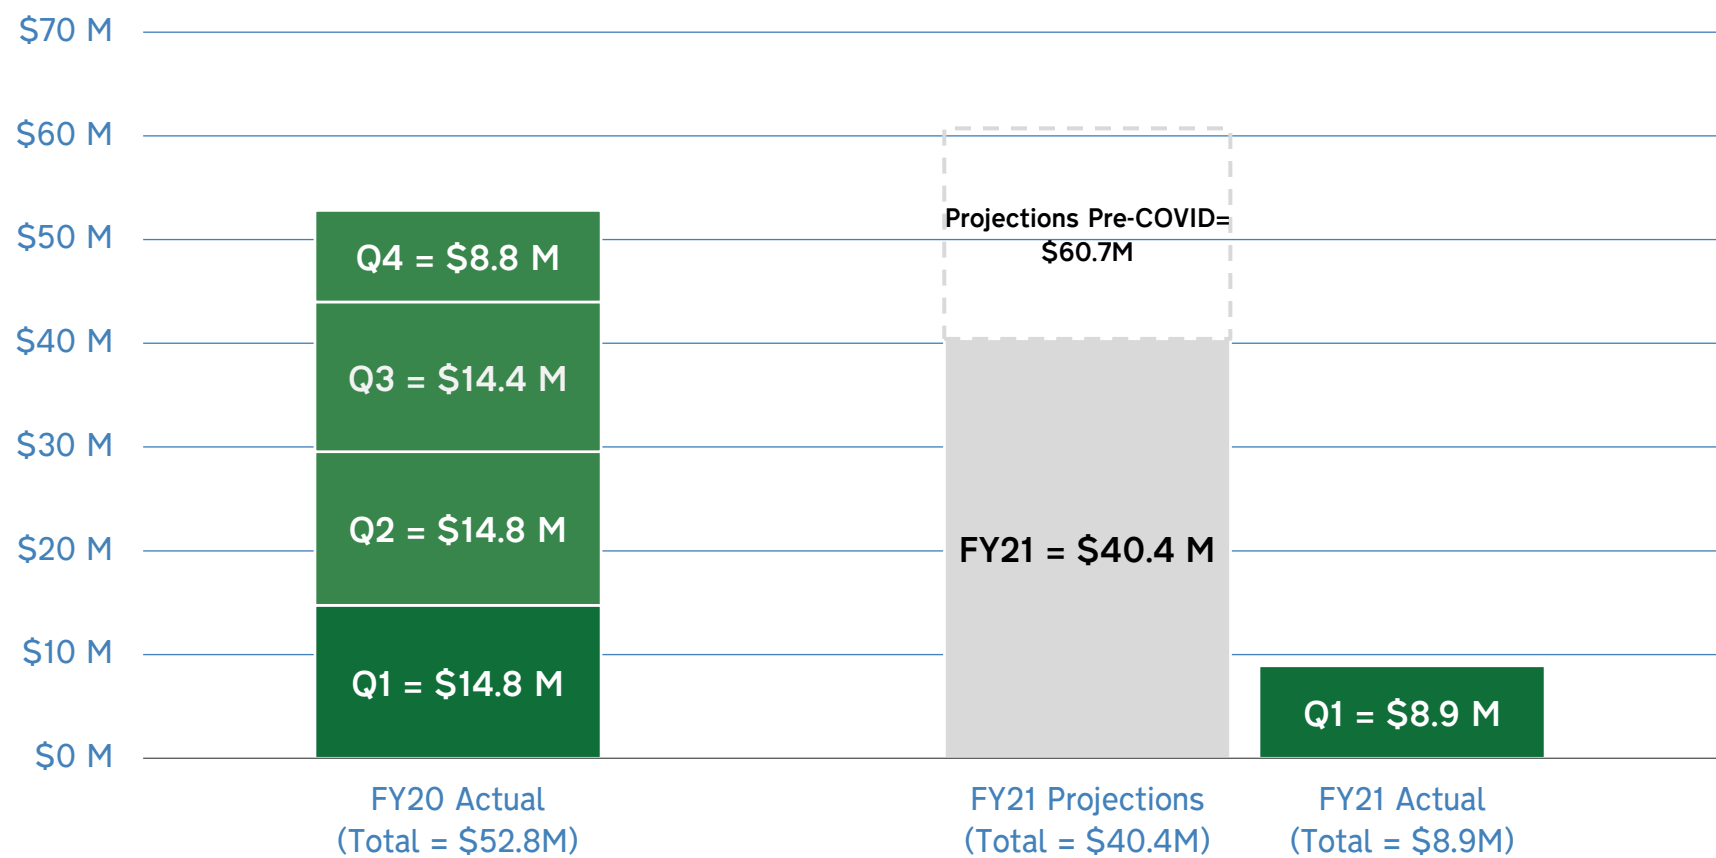 $70 M
$60 M
$50 M
$40 M
$30 M
$20 M
$10 M
$0 M
Q4 = $8.8 M
Q3 = $14.4 M
Q2 = $14.8 M
Q1 = $14.8 M
Projections Pre-COVID=
$60.7M
FY21 = $40.4 M
Q1 = $8.9 M
FY20 Actual
(Total = $52.8M)
FY21 Projections
(Total = $40.4M)
FY21 Actual
(Total = $8.9M)